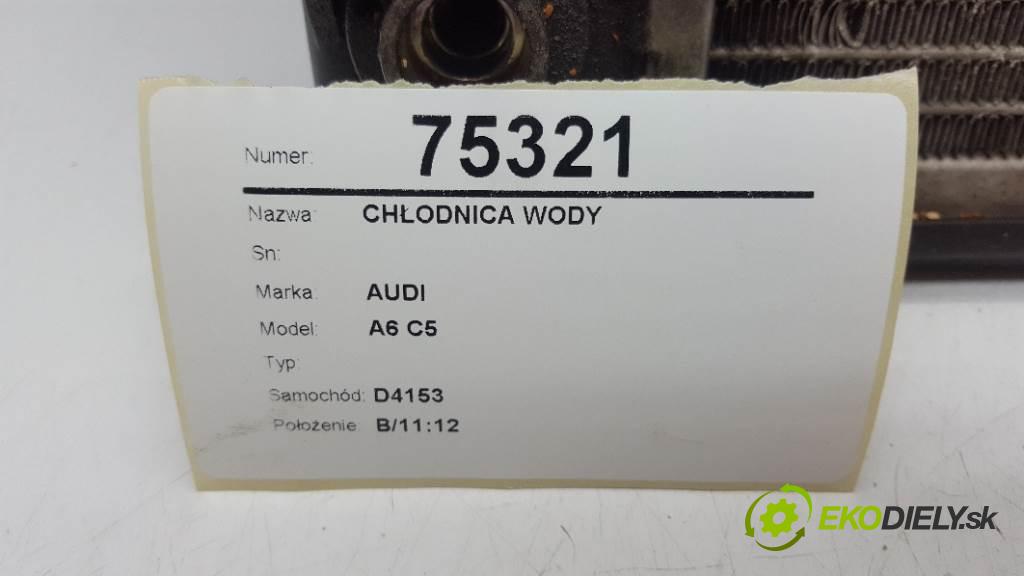 Numer: 75321
Nazwa: CHŁODNICA WODY
Sn:
Marka: AUDI
Model: A6 C5
Typ:
Samochód: D4153
Położenie: B/11:12
EKODIELY.sk